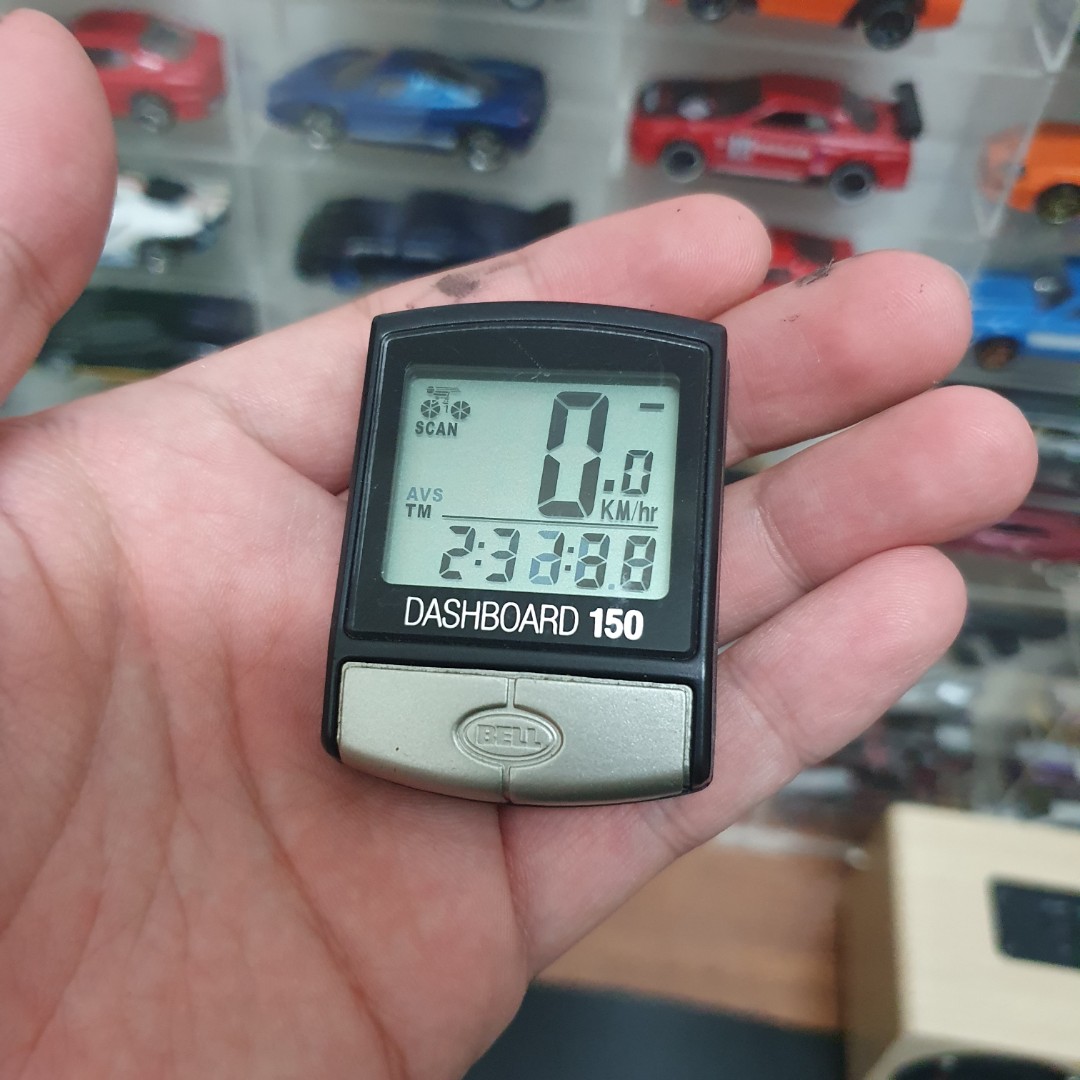 SCAN
0.0
KM/hr
AVS
TM
DASHBOARD 150
BELL